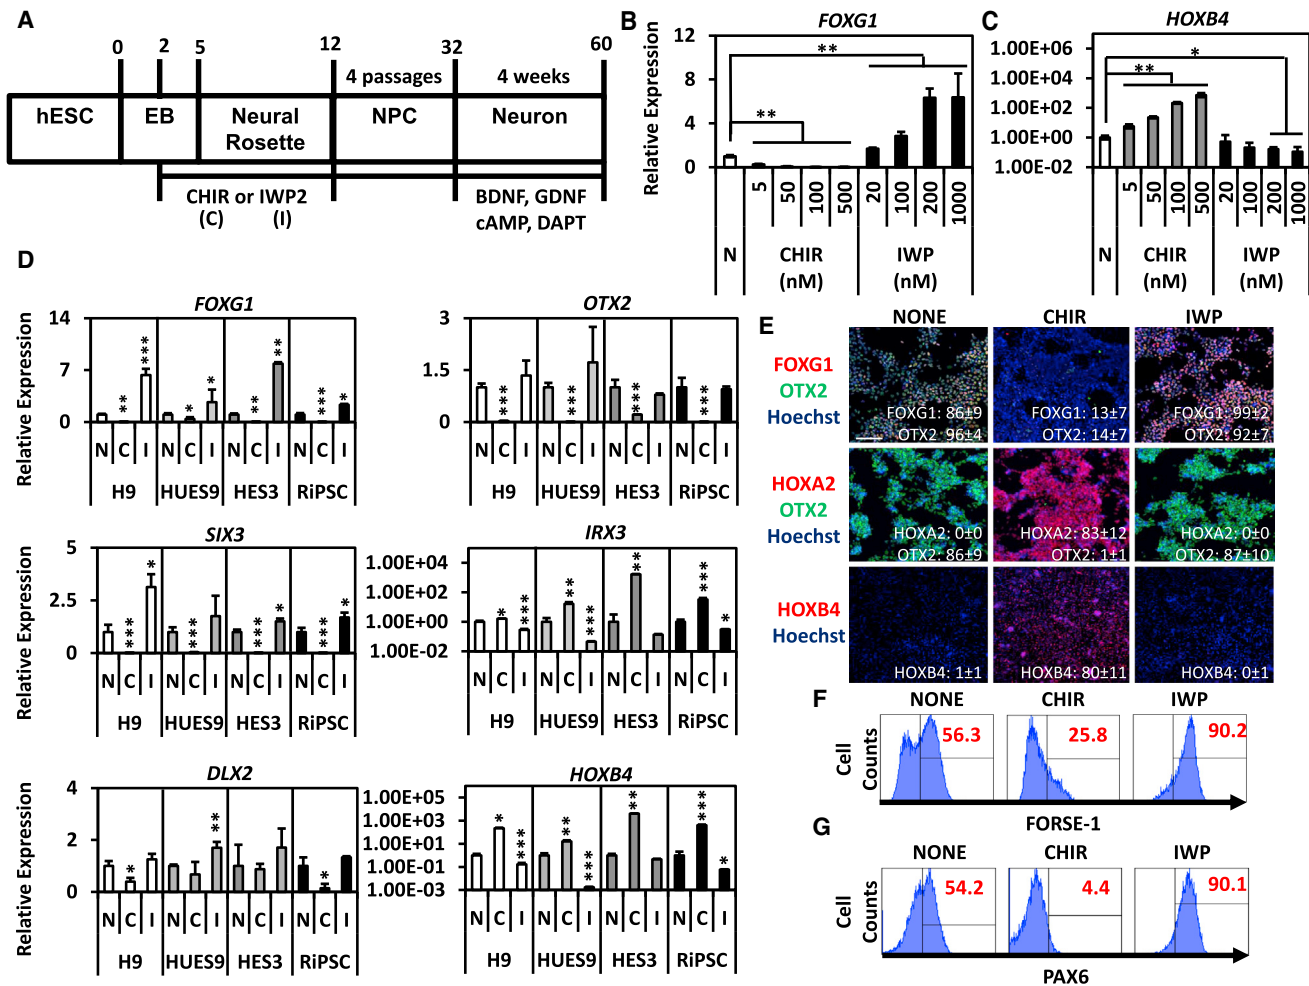 A
0 2 5 12 32 60
4 passages 4 weeks
hESC EB Neural Rosette NPC Neuron
CHIR or IWP2
(C) (I)
BDNF, GDNF
cAMP, DAPT
B
FOXG1
Relative Expression
12
8
4
0
** **
5 50 100 500 20 100 200 1000
N CHIR (nM) IWP (nM)
C
HOXB4
1.00E+06
1.00E+04
1.00E+02
1.00E+00
1.00E-02
** *
5 50 100 500 20 100 200 1000
N CHIR (nM) IWP (nM)
D
FOXG1
Relative Expression
14
7
0
** *** * * ** ** *** *
N C I N C I N C I N C I
H9 HUES9 HES3 RiPSC
OTX2
3
1.5
0
*** *** *** ***
N C I N C I N C I N C I
H9 HUES9 HES3 RiPSC
SIX3
Relative Expression
5
2.5
0
*** * *** *** * *** *
N C I N C I N C I N C I
H9 HUES9 HES3 RiPSC
IRX3
1.00E+04
1.00E+02
1.00E+00
1.00E-02
* *** ** *** ** *** *
N C I N C I N C I N C I
H9 HUES9 HES3 RiPSC
DLX2
Relative Expression
4
2
0
* ** *
N C I N C I N C I N C I
H9 HUES9 HES3 RiPSC
HOXB4
1.00E+05
1.00E+03
1.00E+01
1.00E-01
1.00E-03
* *** ** *** ** *** *
N C I N C I N C I N C I
H9 HUES9 HES3 RiPSC
E
NONE CHIR IWP
FOXG1
OTX2
Hoechst
FOXG1: 86±9 FOXG1: 13±7 FOXG1: 99±2
OTX2: 96±4 OTX2: 14±7 OTX2: 92±7
HOXA2
OTX2
Hoechst
HOXA2: 0±0 HOXA2: 83±12 HOXA2: 0±0
OTX2: 86±9 OTX2: 1±1 OTX2: 87±10
HOXB4
Hoechst
HOXB4: 1±1 HOXB4: 80±11 HOXB4: 0±1
F
NONE CHIR IWP
Cell Counts
56.3 25.8 90.2
FORSE-1
G
NONE CHIR IWP
Cell Counts
54.2 4.4 90.1
PAX6